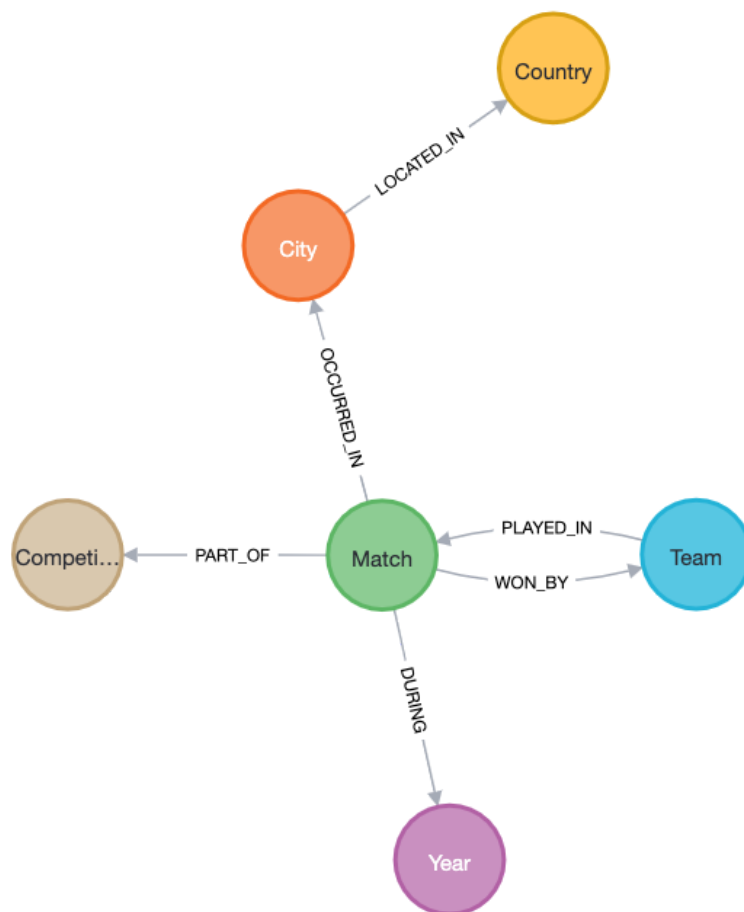 Country
LOCATED_IN
City
OCCURRED_IN
Competi...
PART_OF
Match
PLAYED_IN
WON_BY
Team
DURING
Year